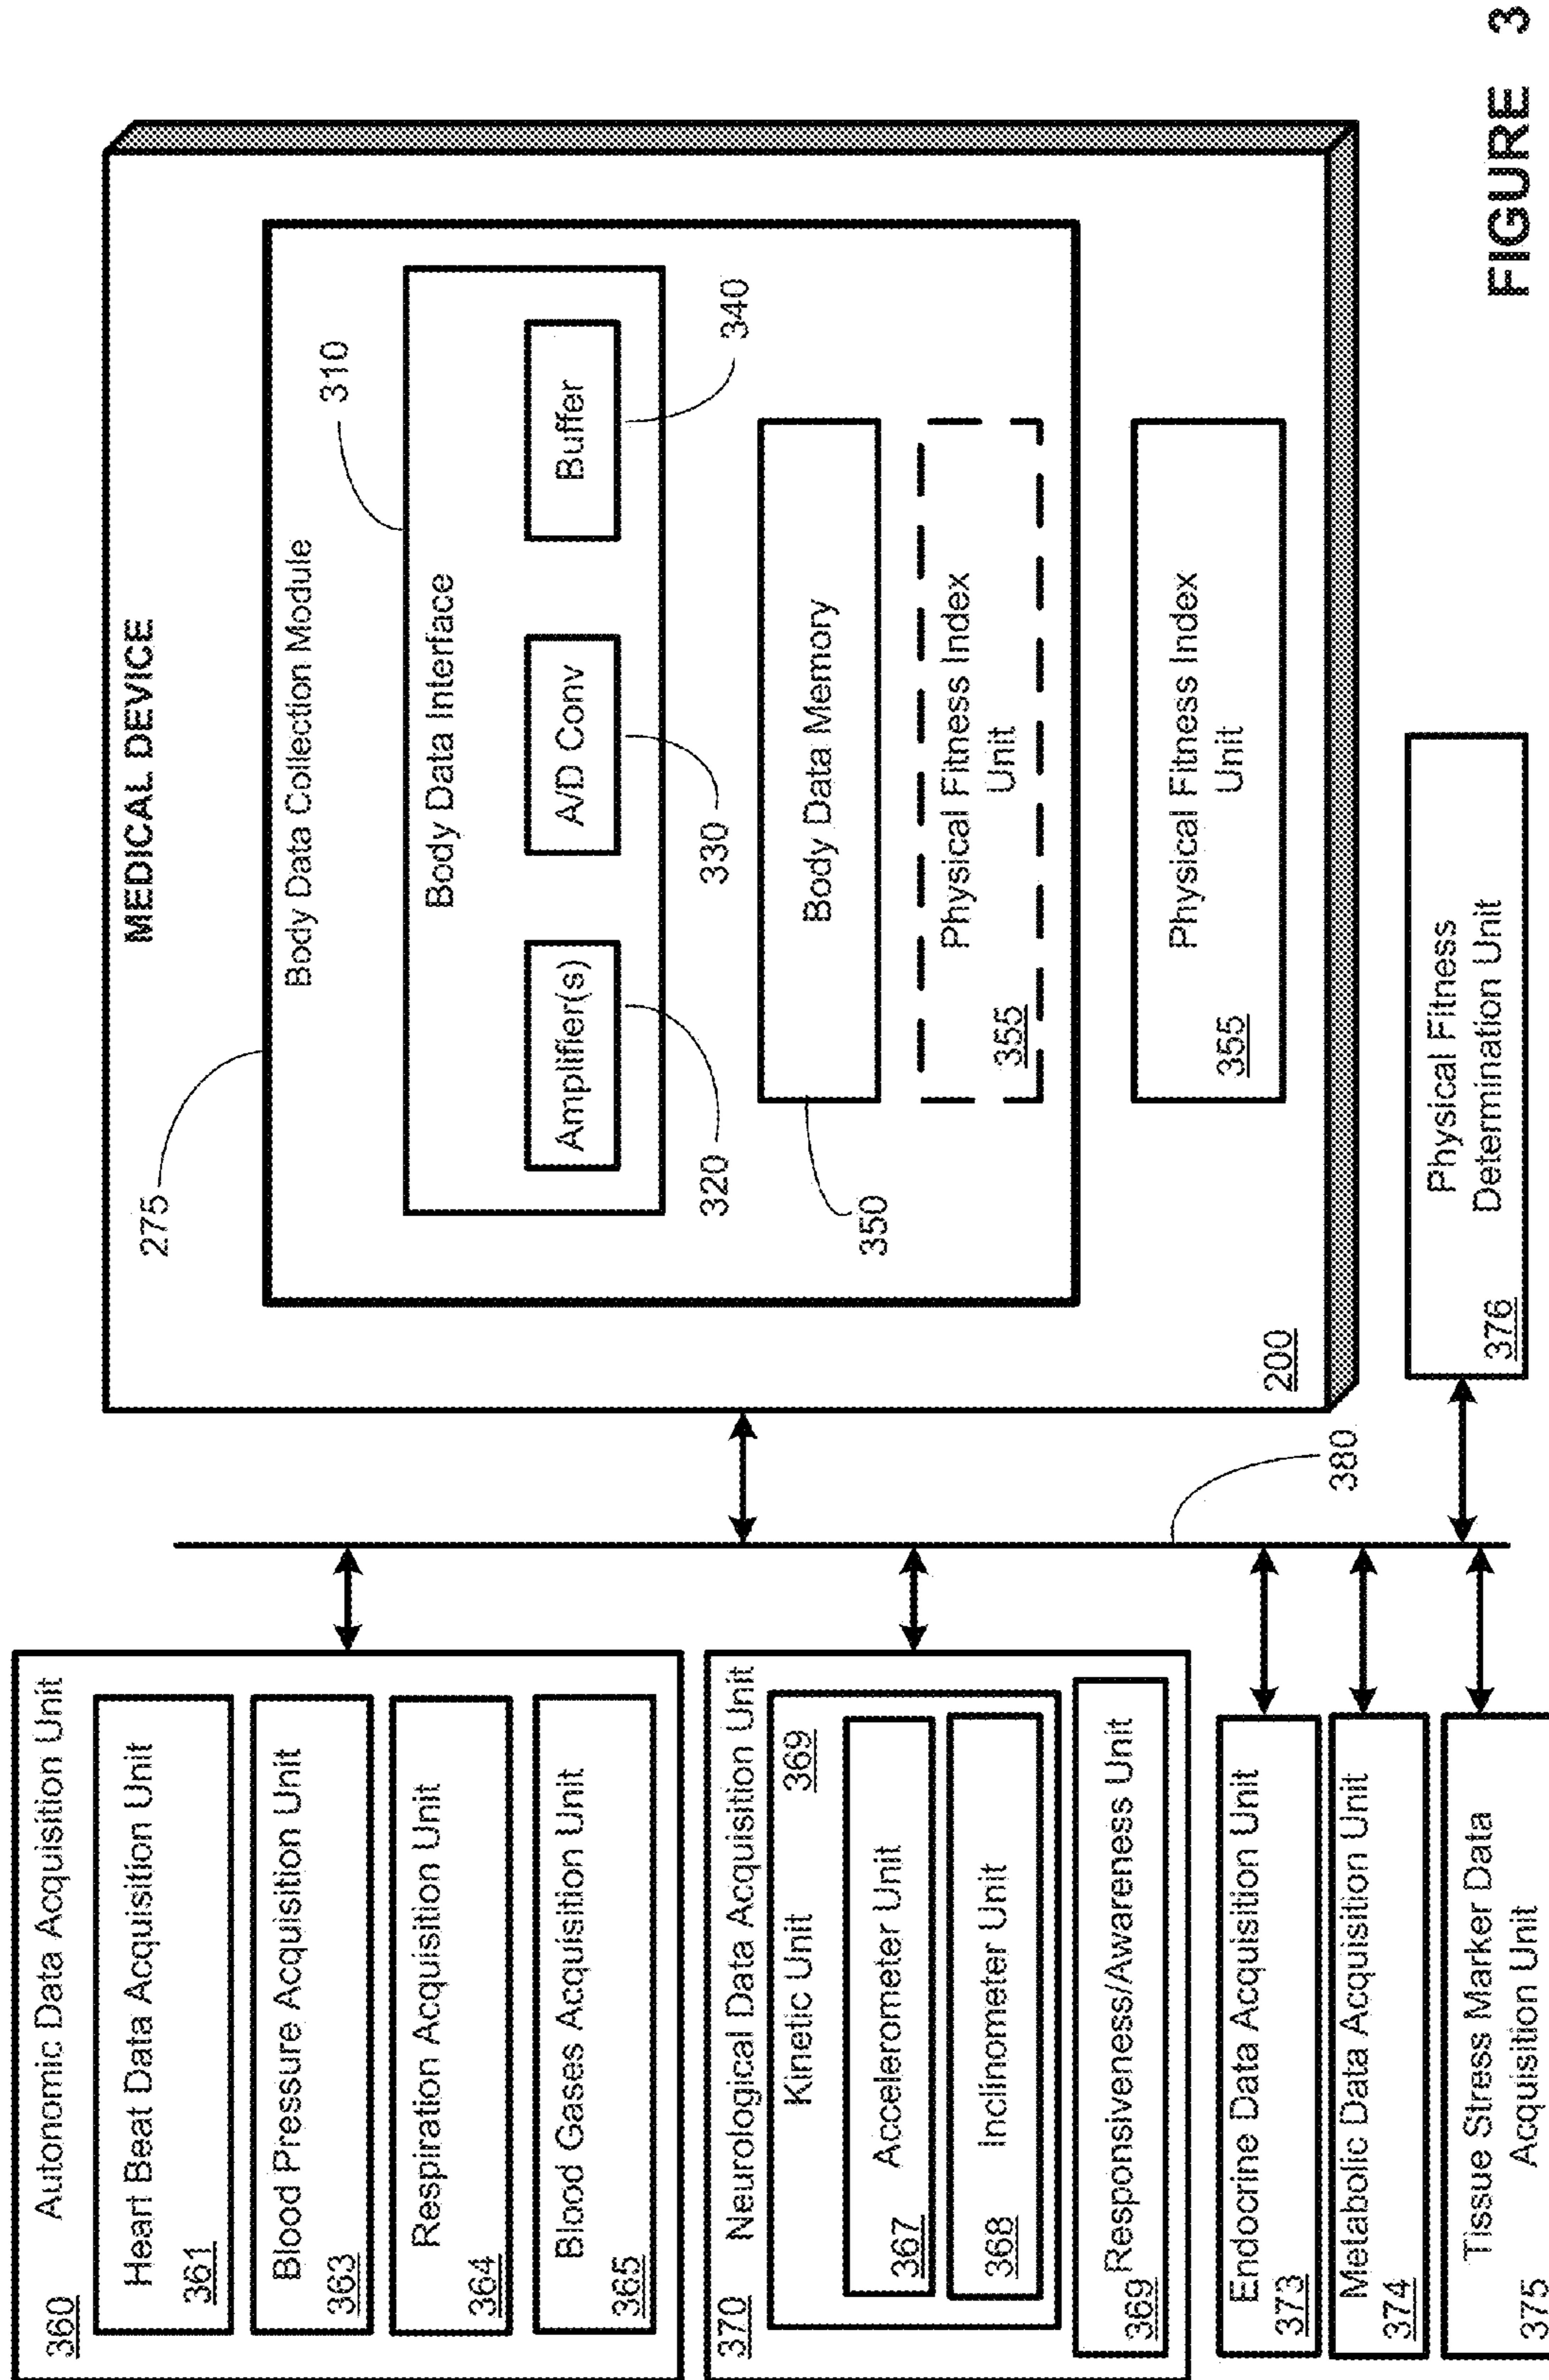 360
Autonomic Data Acquisition Unit
Heart Beat Data Acquisition Unit
361
Blood Pressure Acquisition Unit
363
Respiration Acquisition Unit
364
Blood Gases Acquisition Unit
365
370
Neurological Data Acquisition Unit
Kinetic Unit
369
Accelerometer Unit
367
Inclinometer Unit
368
Responsiveness/Awareness Unit
369
Endocrine Data Acquisition Unit
373
Metabolic Data Acquisition Unit
374
Tissue Stress Marker Data
Acquisition Unit
375
380
MEDICAL DEVICE
275
Body Data Collection Module
310
Body Data Interface
Amplifier(s)
A/D Conv
Buffer
320
330
340
Body Data Memory
350
Physical Fitness Index
Unit
355
Physical Fitness Index
Unit
355
200
Physical Fitness
Determination Unit
376
FIGURE 3